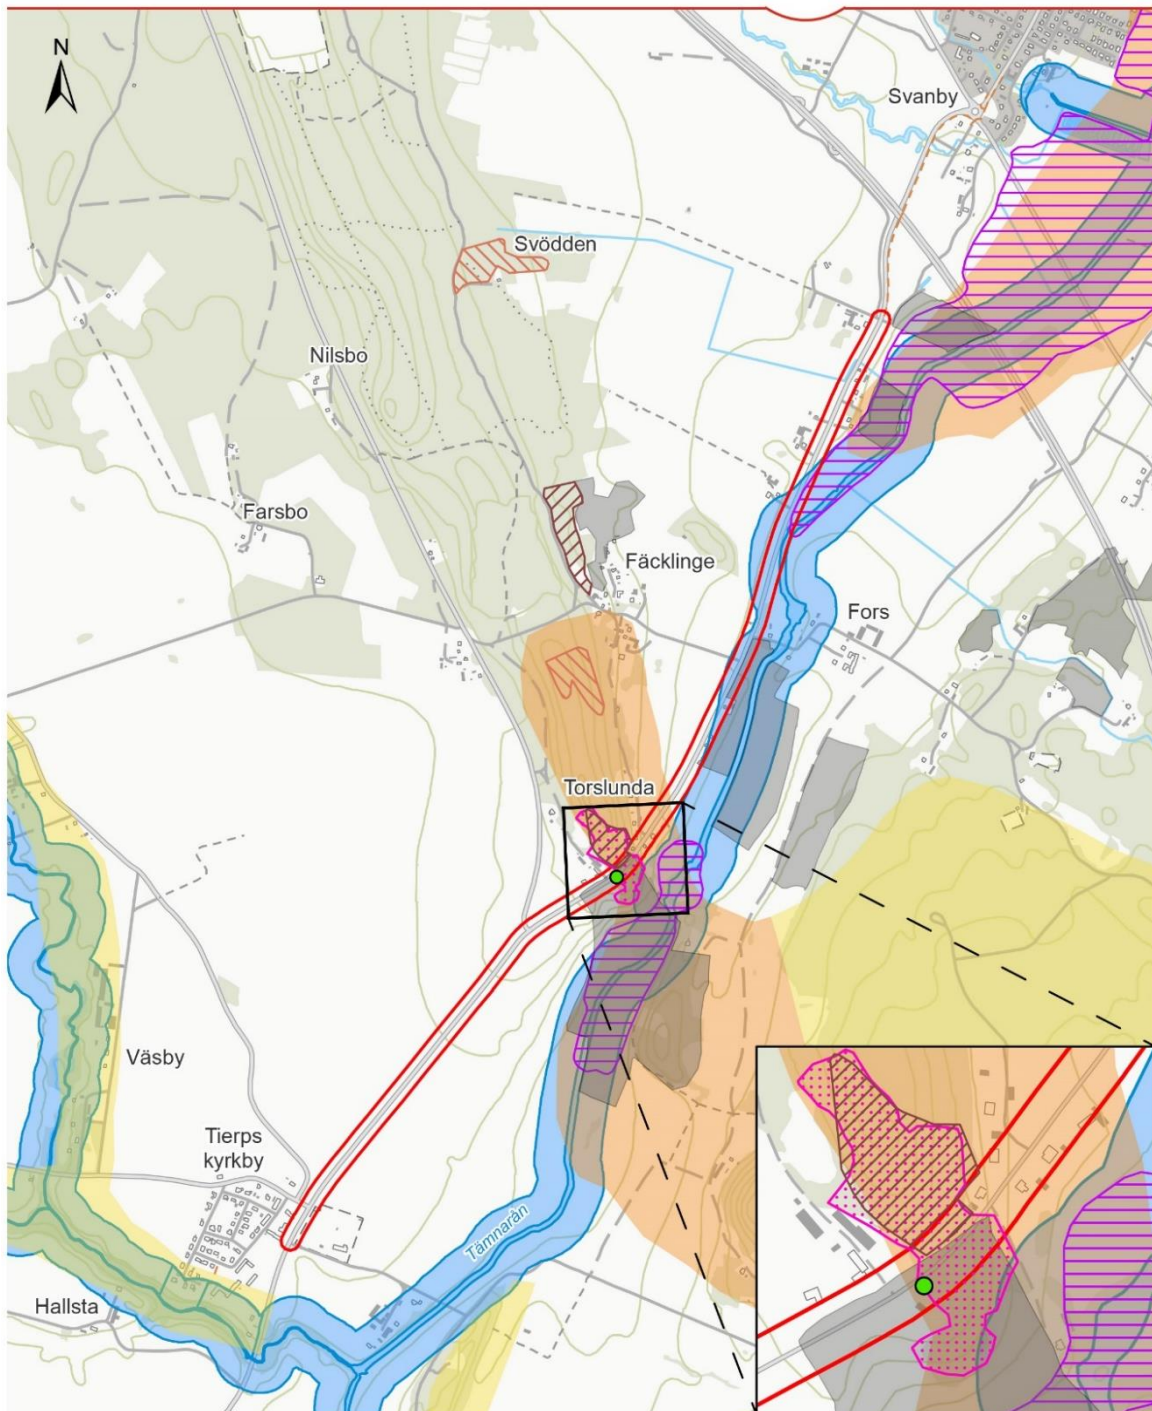 N
Svanby
Svödden
Nilsbo
Farsbo
Fäcklinge
Fors
Torslunda
Väsby
Tierps
kyrkby
Tämnarån
Hallsta